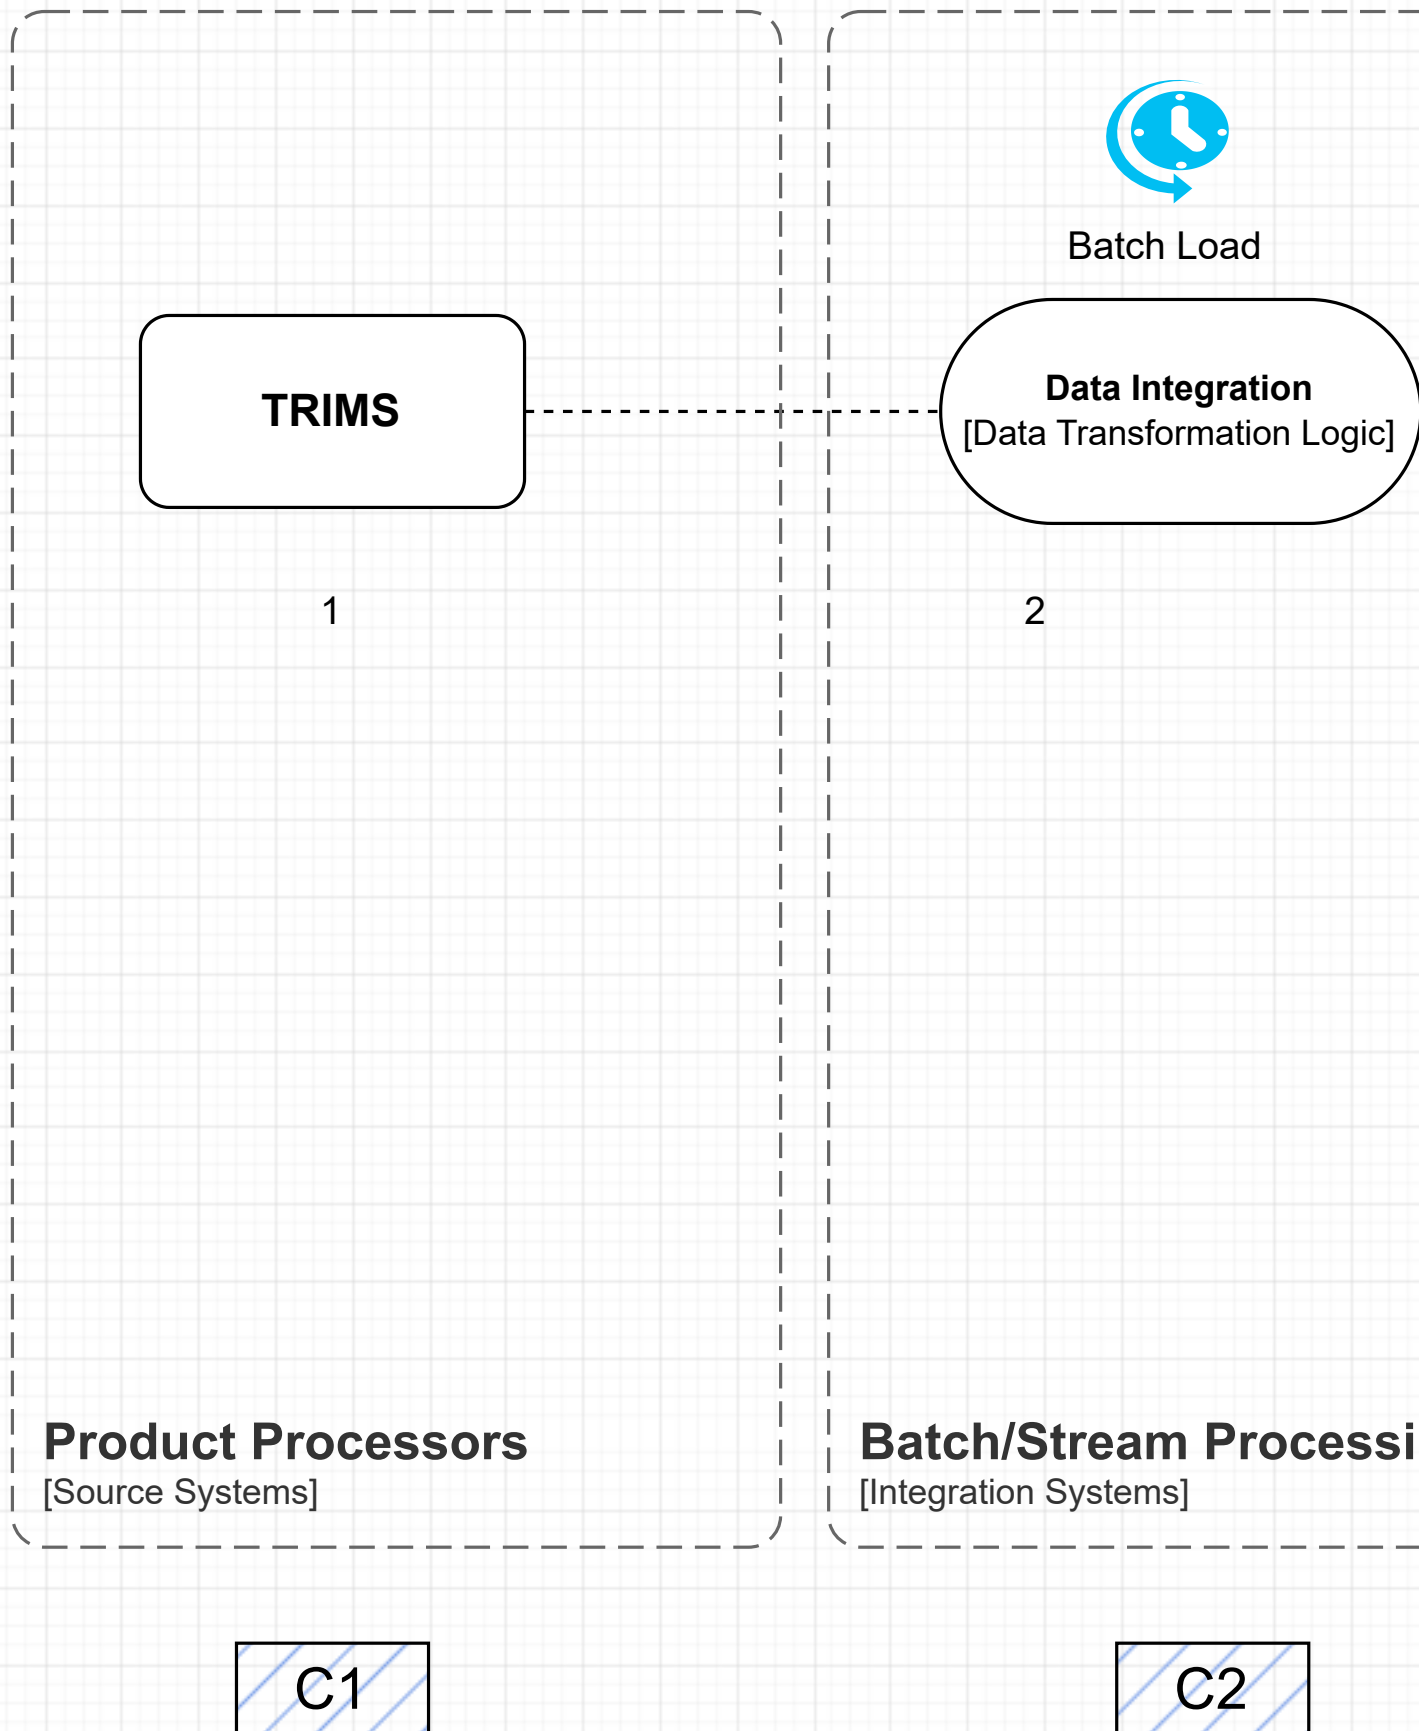 Batch Load
TRIMS
Data Integration
[Data Transformation Logic]
1
2
Product Processors
[Source Systems]
Batch/Stream Processi
[Integration Systems]
C1
C2